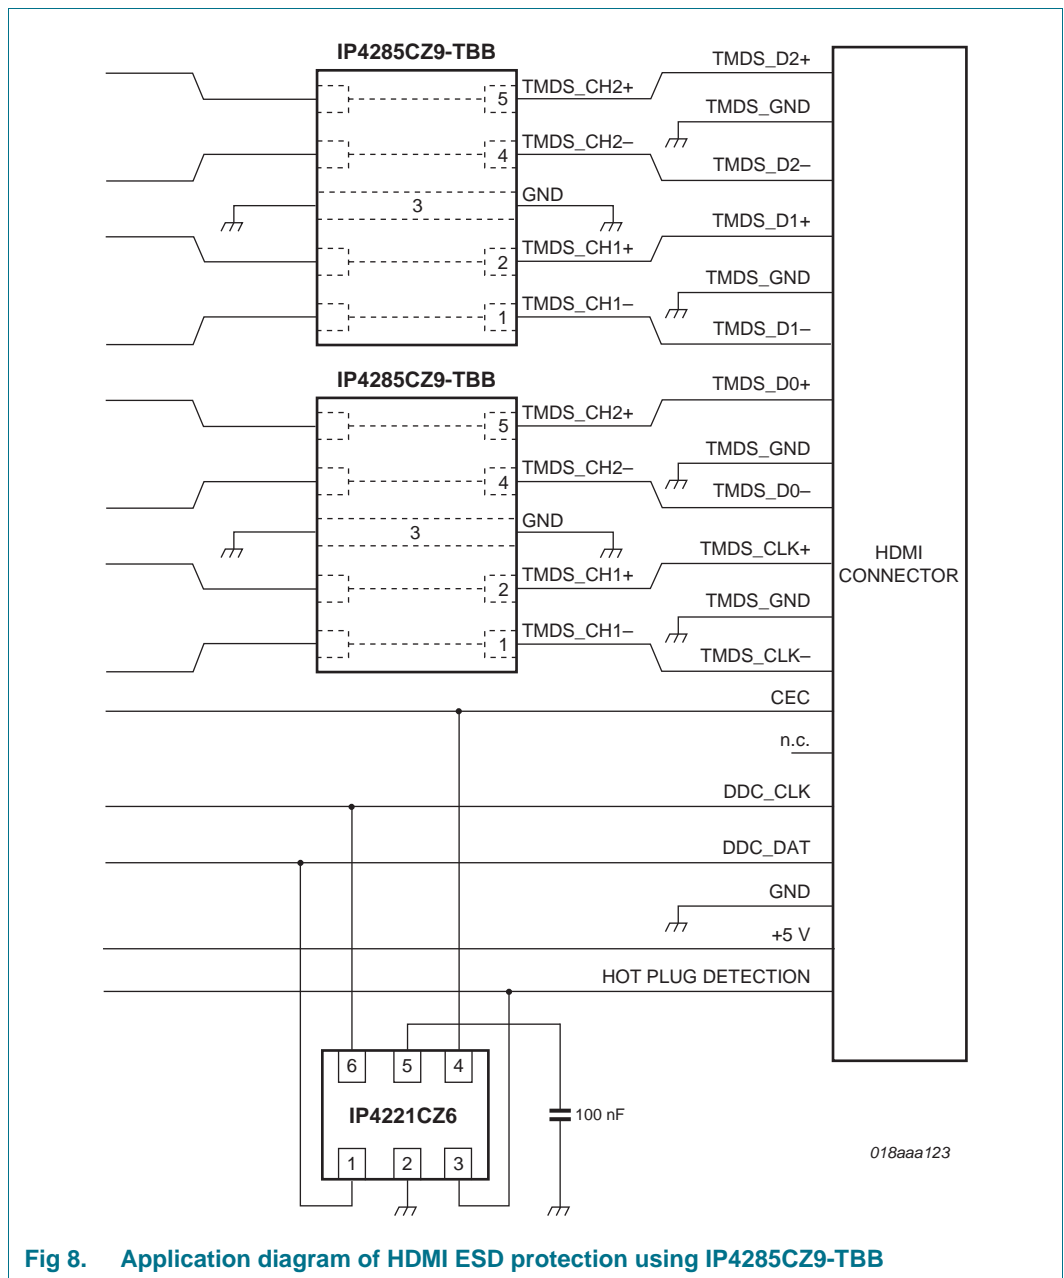 IP4285CZ9-TBB
TMDS_D2+
5
TMDS_CH2+
TMDS_GND
4
TMDS_CH2–
TMDS_D2–
3
GND
TMDS_D1+
2
TMDS_CH1+
TMDS_GND
1
TMDS_CH1–
TMDS_D1–
IP4285CZ9-TBB
TMDS_D0+
5
TMDS_CH2+
TMDS_GND
4
TMDS_CH2–
TMDS_D0–
3
GND
TMDS_CLK+
HDMI
CONNECTOR
2
TMDS_CH1+
TMDS_GND
1
TMDS_CH1–
TMDS_CLK–
CEC
n.c.
DDC_CLK
DDC_DAT
GND
+5 V
HOT PLUG DETECTION
6 5 4
IP4221CZ6
100 nF
1 2 3
018aaa123
Fig 8. Application diagram of HDMI ESD protection using IP4285CZ9-TBB